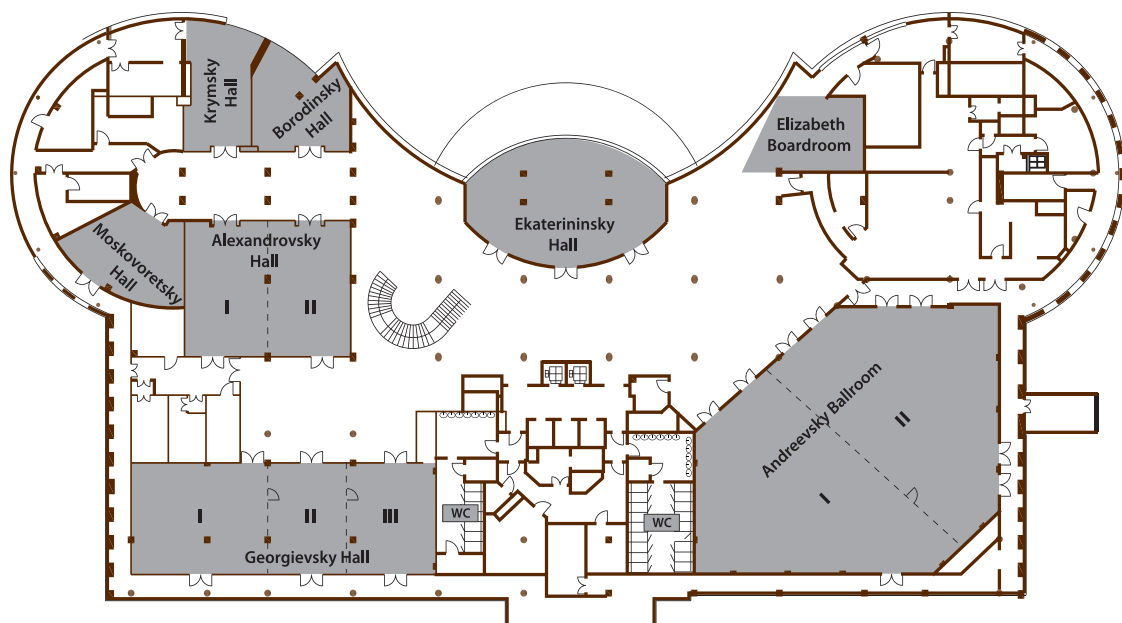 Krymsky
Hall
Borodinsky
Hall
Elizabeth
Boardroom
Ekaterininsky
Hall
Moskovoretsky
Hall
Alexandrovsky
Hall
I
II
Andreevsky Ballroom
I
II
I
II
III
Georgievsky Hall
WC
WC